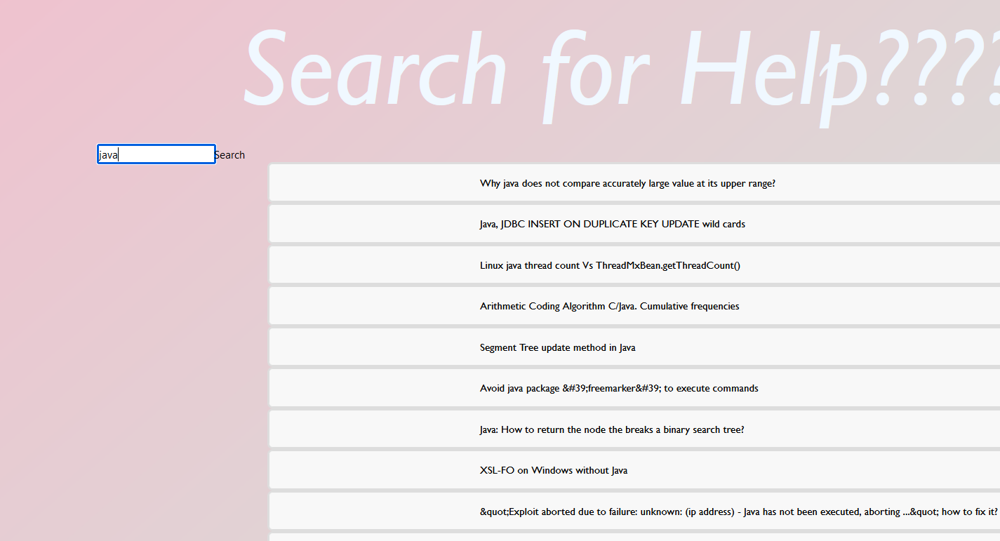 Search for Help????
java Search
Why java does not compare accurately large value at its upper range?
Java, JDBC INSERT ON DUPLICATE KEY UPDATE wild cards
Linux java thread count Vs ThreadMxBean.getThreadCount()
Arithmetic Coding Algorithm C/Java. Cumulative frequencies
Segment Tree update method in Java
Avoid java package &#39;freemarker&#39; to execute commands
Java: How to return the node the breaks a binary search tree?
XSL-FO on Windows without Java
&quot;Exploit aborted due to failure: unknown: (ip address) - Java has not been executed, aborting ...&quot; how to fix it?